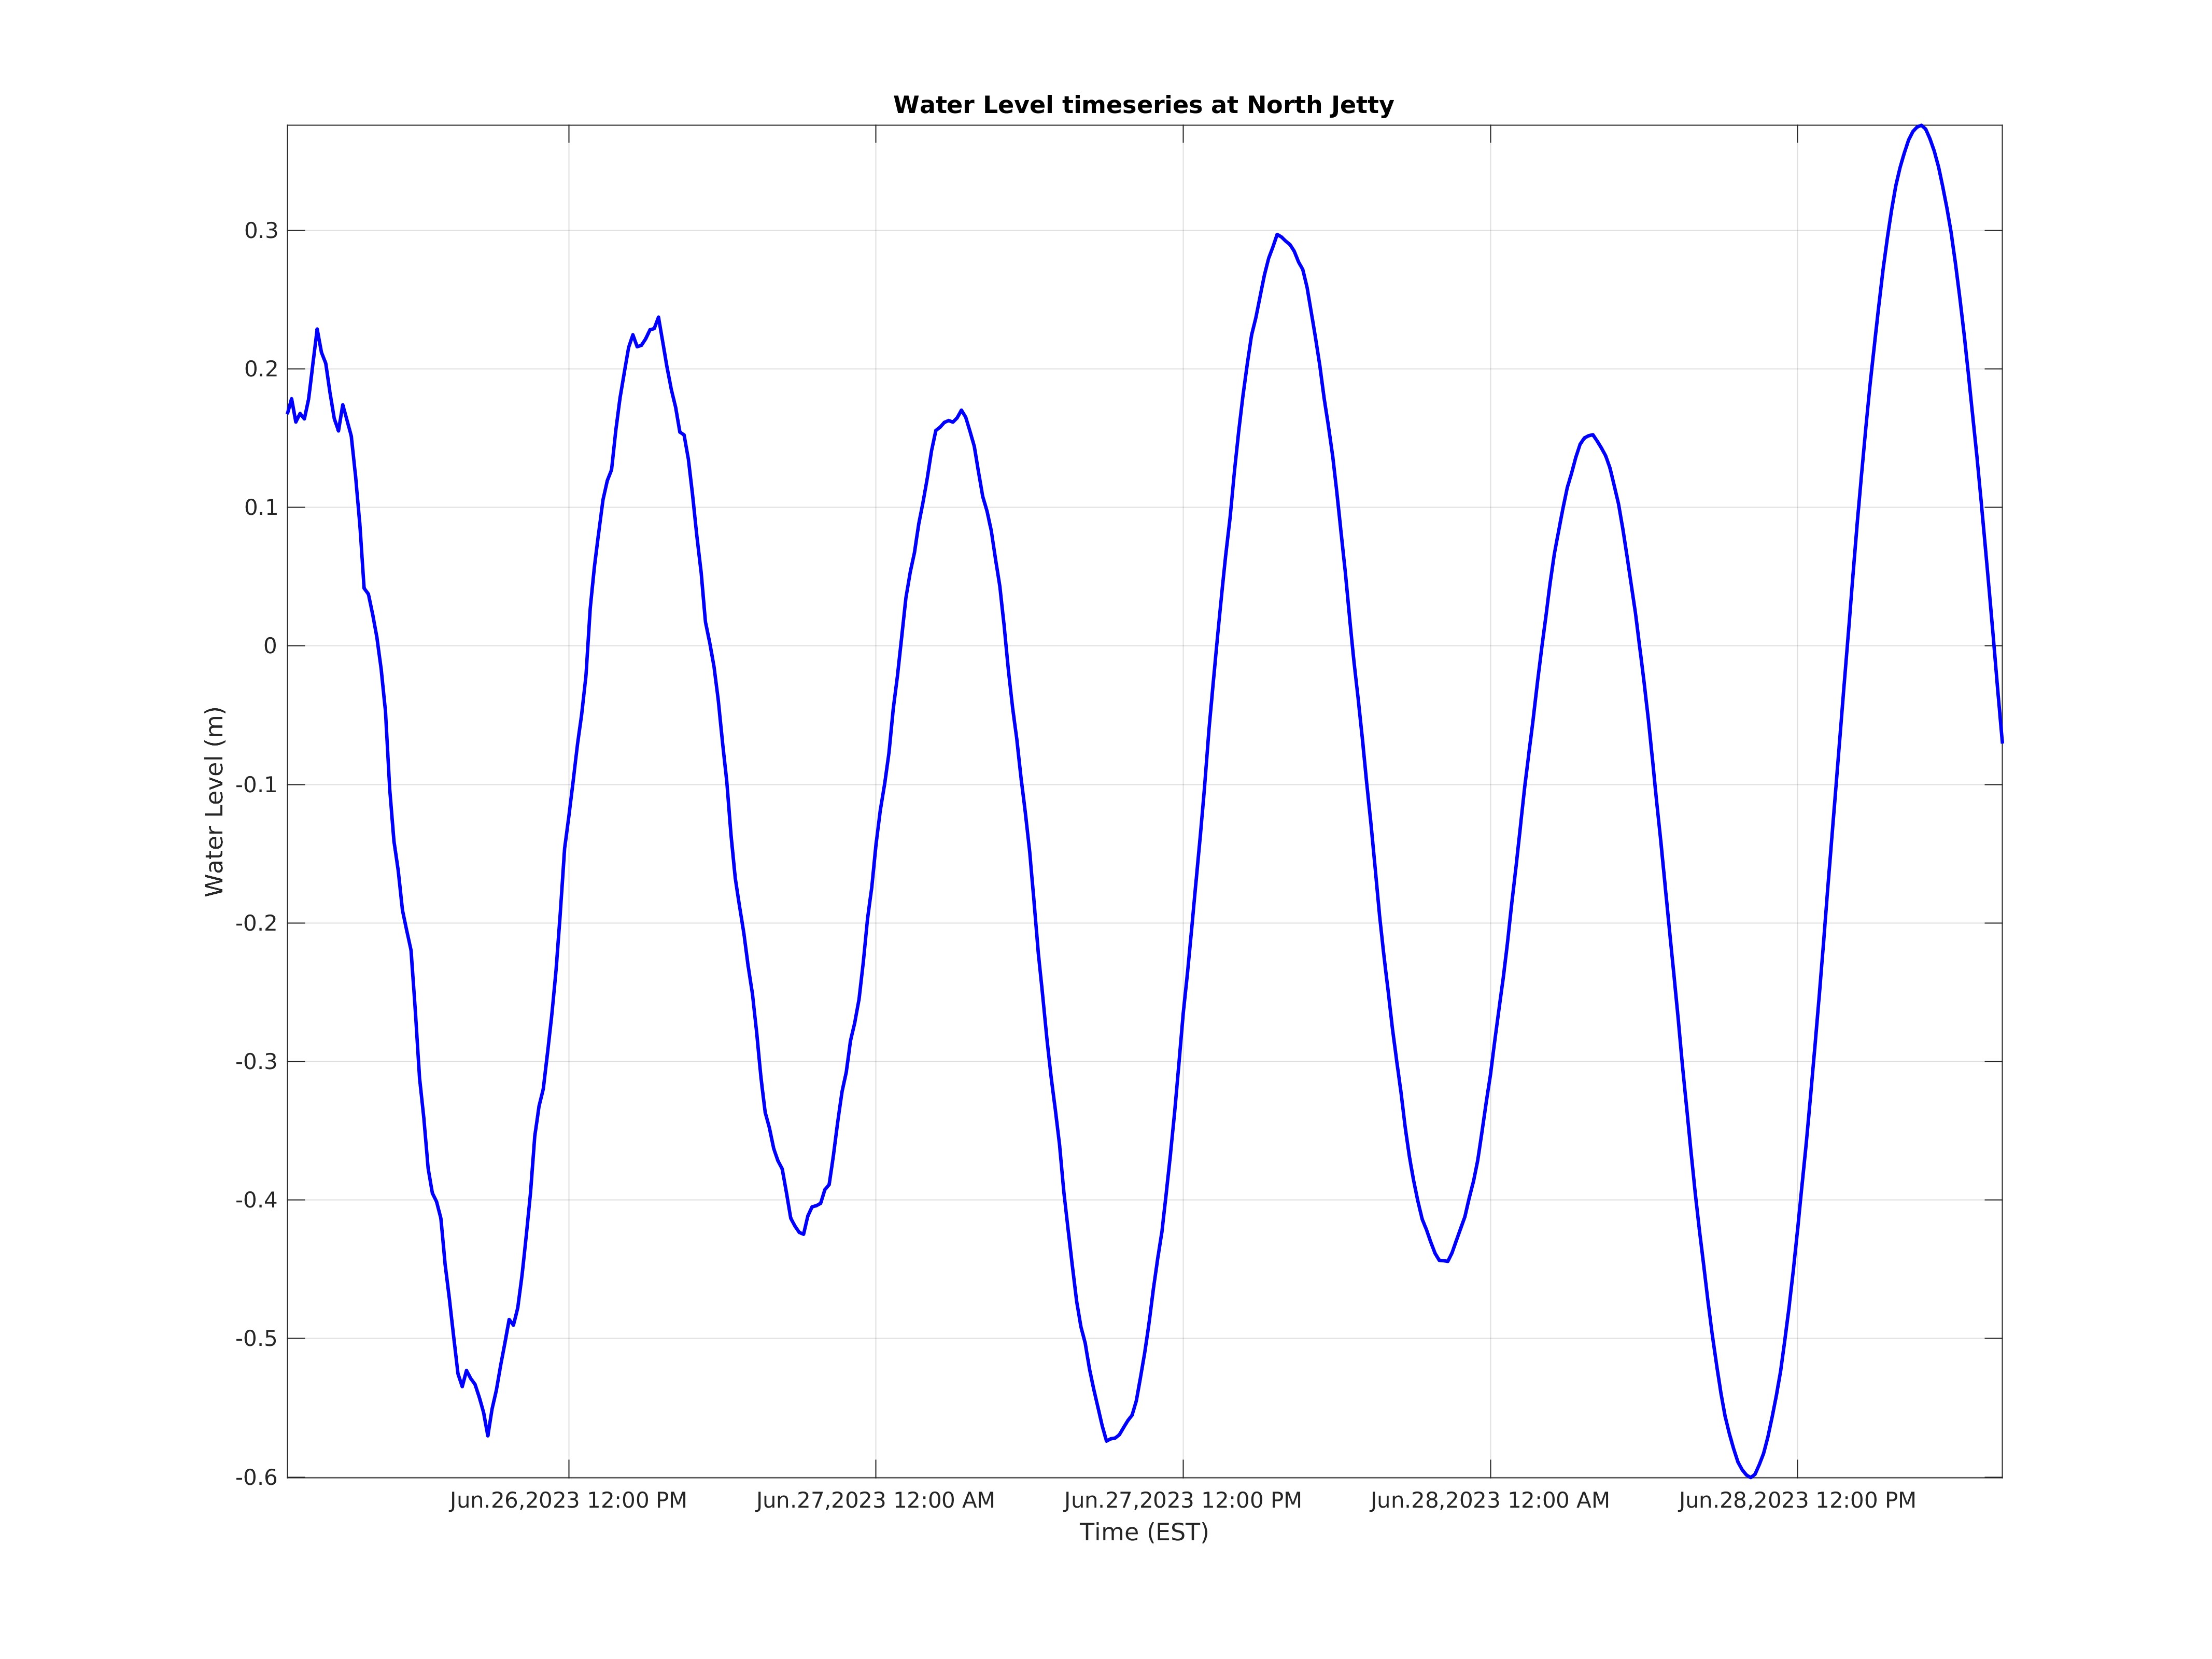 Water Level timeseries at North Jetty
0.3
0.2
0.1
0
-0.1
-0.2
-0.3
-0.4
-0.5
-0.6
Water Level (m)
Jun.26,2023 12:00 PM
Jun.27,2023 12:00 AM
Jun.27,2023 12:00 PM
Jun.28,2023 12:00 AM
Jun.28,2023 12:00 PM
Time (EST)